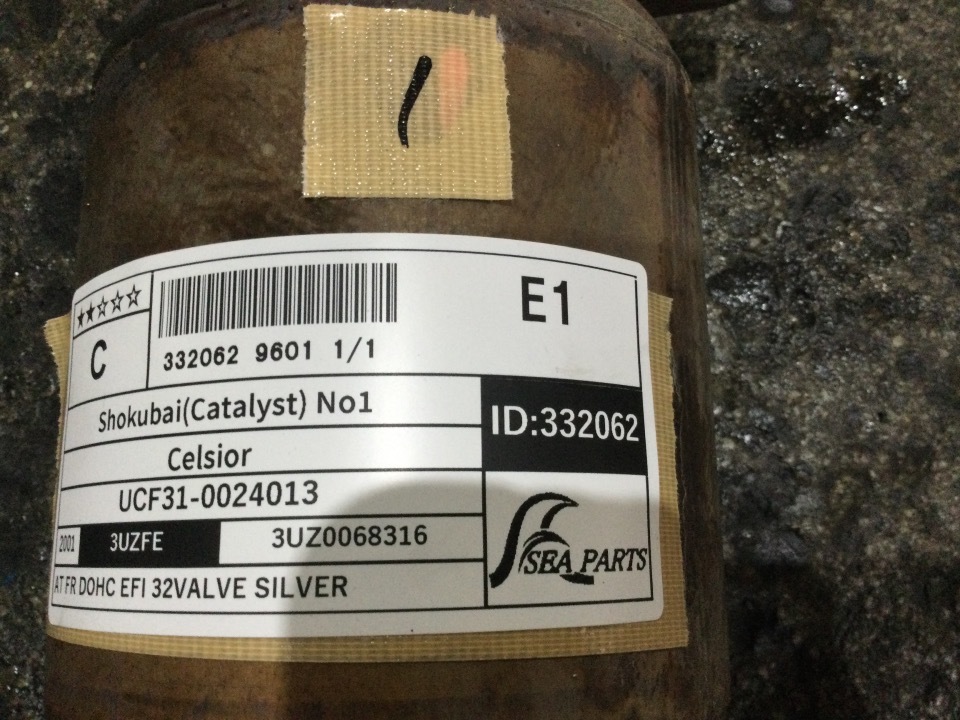 1
★★☆☆☆
C
332062 9601 1/1
E1
Shokubai(Catalyst) No1
ID:332062
Celsior
UCF31-0024013
2001 3UZFE 3UZ0068316
SEA PARTS
AT FR DOHC EFI 32VALVE SILVER